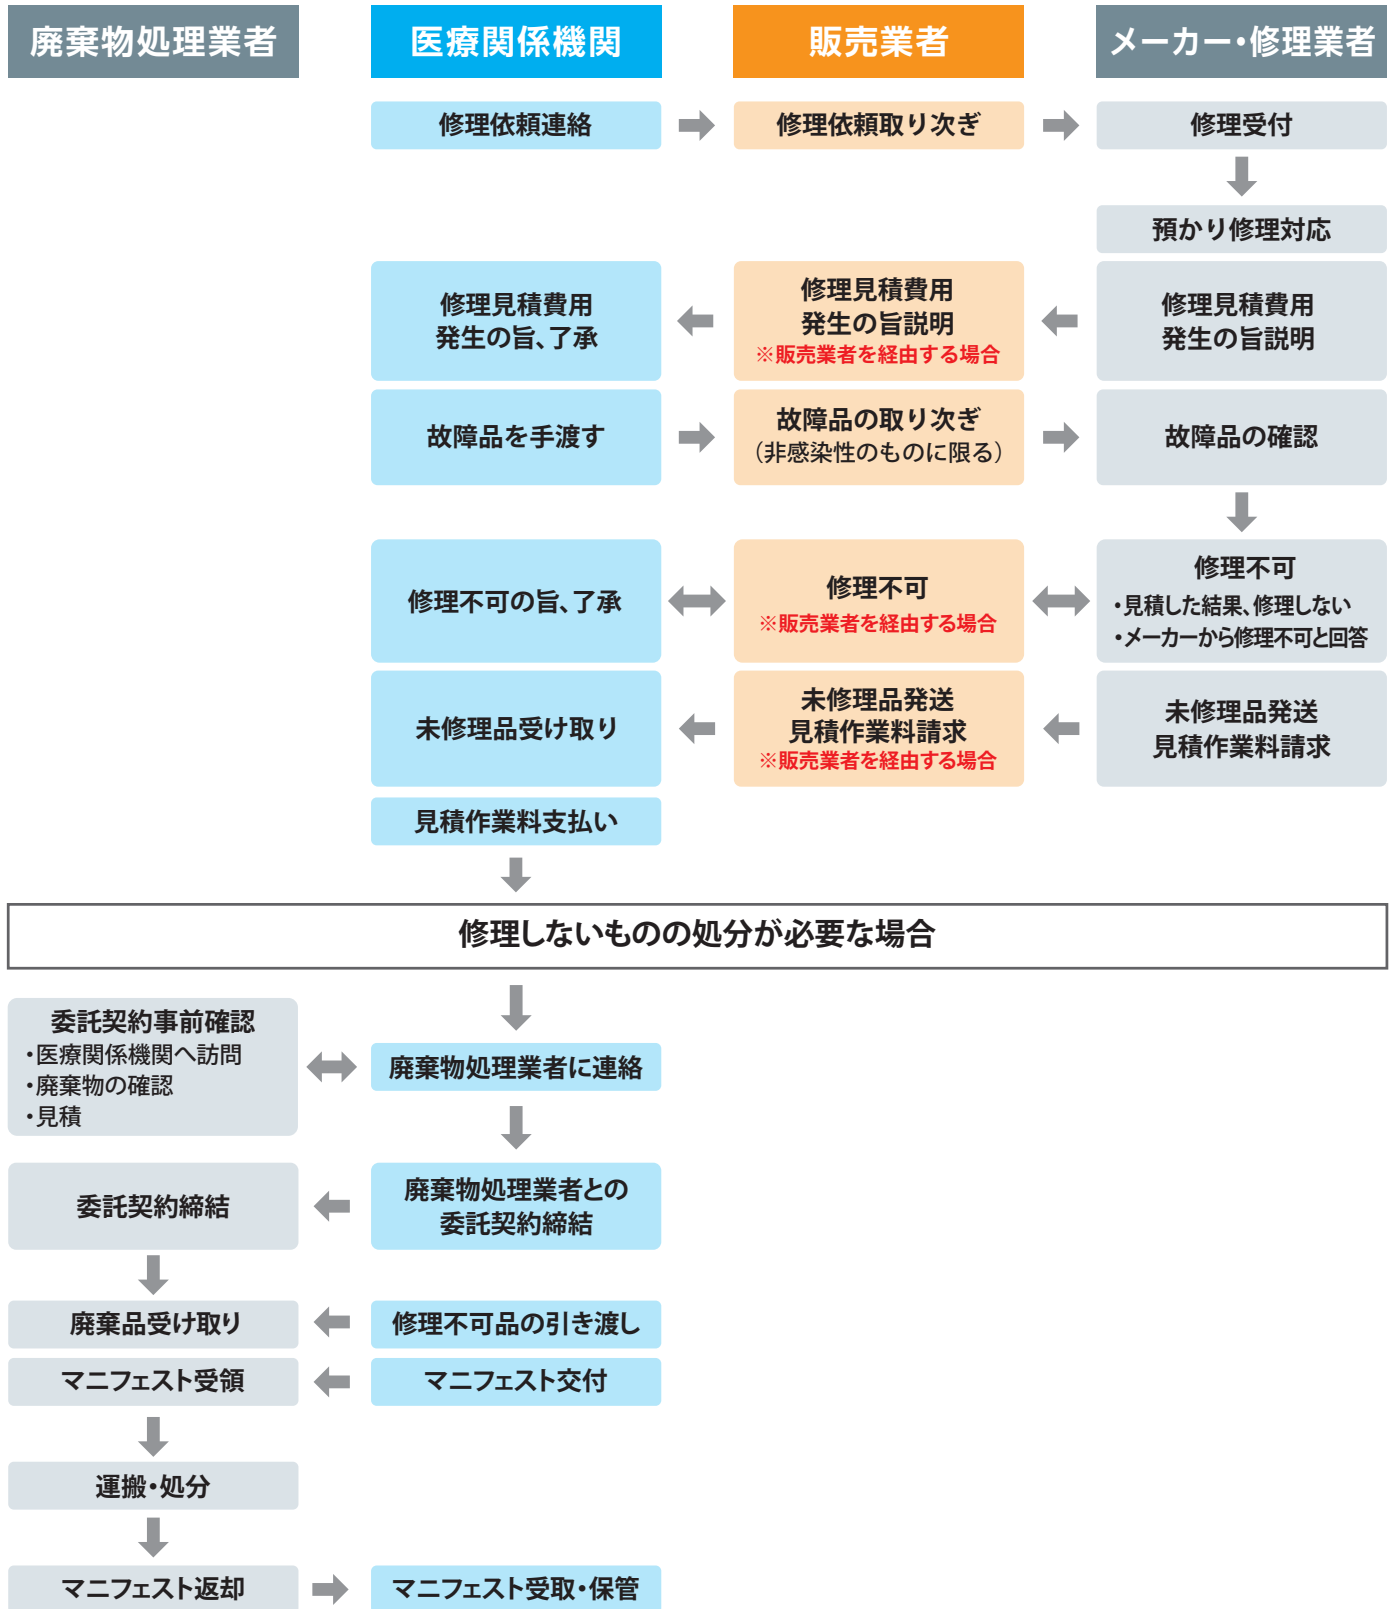 廃棄物処理業者
医療関係機関
販売業者
メーカー・修理業者
修理依頼連絡
修理依頼取り次ぎ
修理受付
預かり修理対応
修理見積費用
発生の旨、了承
修理見積費用
発生の旨説明
※販売業者を経由する場合
修理見積費用
発生の旨説明
故障品を手渡す
故障品の取り次ぎ
（非感染性のものに限る）
故障品の確認
修理不可の旨、了承
修理不可
※販売業者を経由する場合
修理不可
・見積した結果、修理しない
・メーカーから修理不可と回答
未修理品受け取り
未修理品発送
見積作業料請求
※販売業者を経由する場合
未修理品発送
見積作業料請求
見積作業料支払い
修理しないものの処分が必要な場合
委託契約事前確認
・医療関係機関へ訪問
・廃棄物の確認
・見積
廃棄物処理業者に連絡
委託契約締結
廃棄物処理業者との
委託契約締結
廃棄品受け取り
修理不可品の引き渡し
マニフェスト受領
マニフェスト交付
運搬・処分
マニフェスト返却
マニフェスト受取・保管